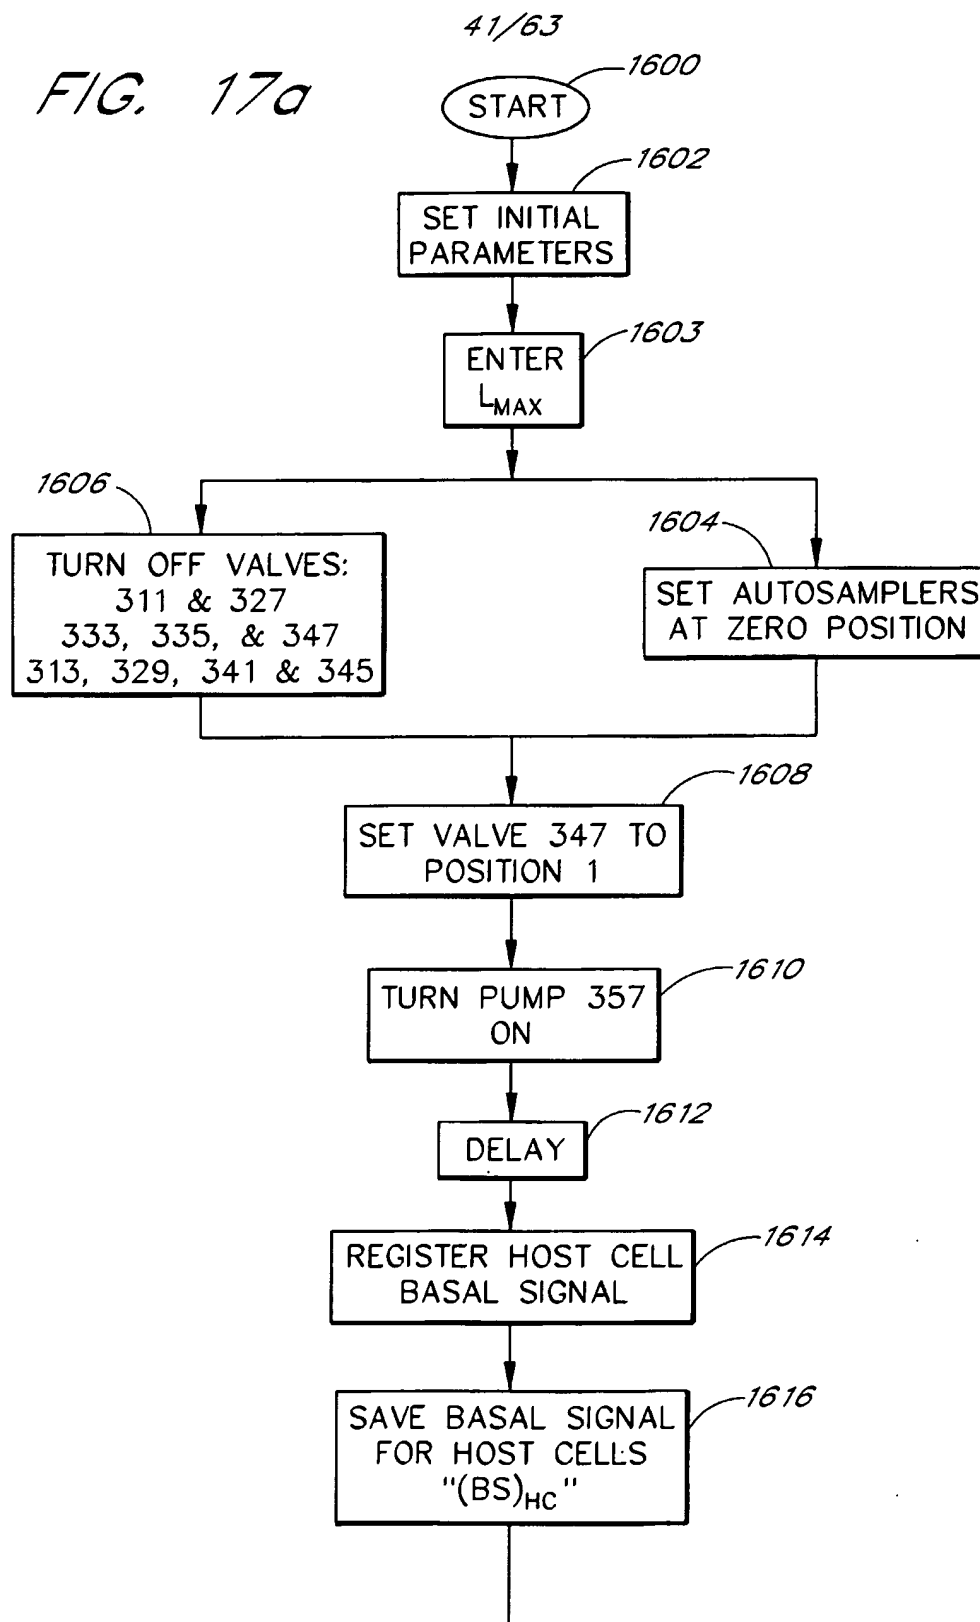 41/63
FIG. 17a
1600
START
1602
SET INITIAL
PARAMETERS
1603
ENTER
LMAX
1606
TURN OFF VALVES:
311 & 327
333, 335, & 347
313, 329, 341 & 345
1604
SET AUTOSAMPLERS
AT ZERO POSITION
1608
SET VALVE 347 TO
POSITION 1
1610
TURN PUMP 357
ON
1612
DELAY
1614
REGISTER HOST CELL
BASAL SIGNAL
1616
SAVE BASAL SIGNAL
FOR HOST CELLS
"(BS)HC"